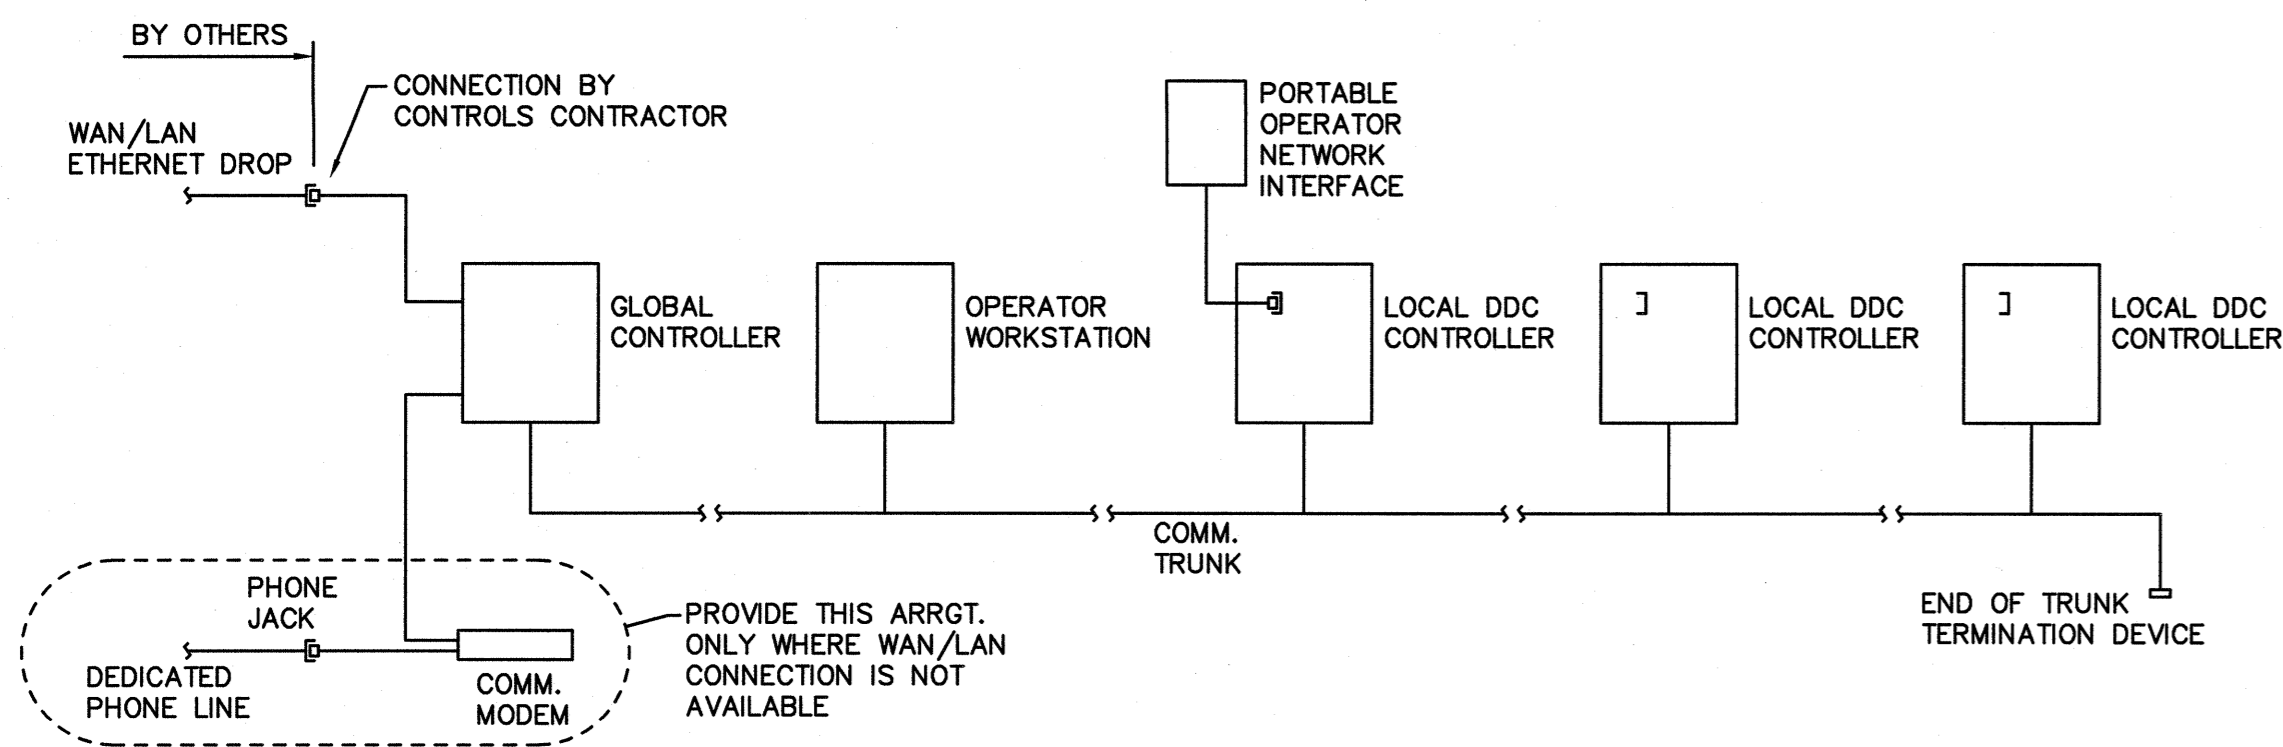 BY OTHERS
CONNECTION BY
CONTROLS CONTRACTOR
WAN/LAN
ETHERNET DROP
PORTABLE
OPERATOR
NETWORK
INTERFACE
GLOBAL
CONTROLLER
OPERATOR
WORKSTATION
LOCAL DDC
CONTROLLER
LOCAL DDC
CONTROLLER
LOCAL DDC
CONTROLLER
COMM.
TRUNK
END OF TRUNK
TERMINATION DEVICE
PHONE
JACK
DEDICATED
PHONE LINE
COMM.
MODEM
PROVIDE THIS ARRGT.
ONLY WHERE WAN/LAN
CONNECTION IS NOT
AVAILABLE